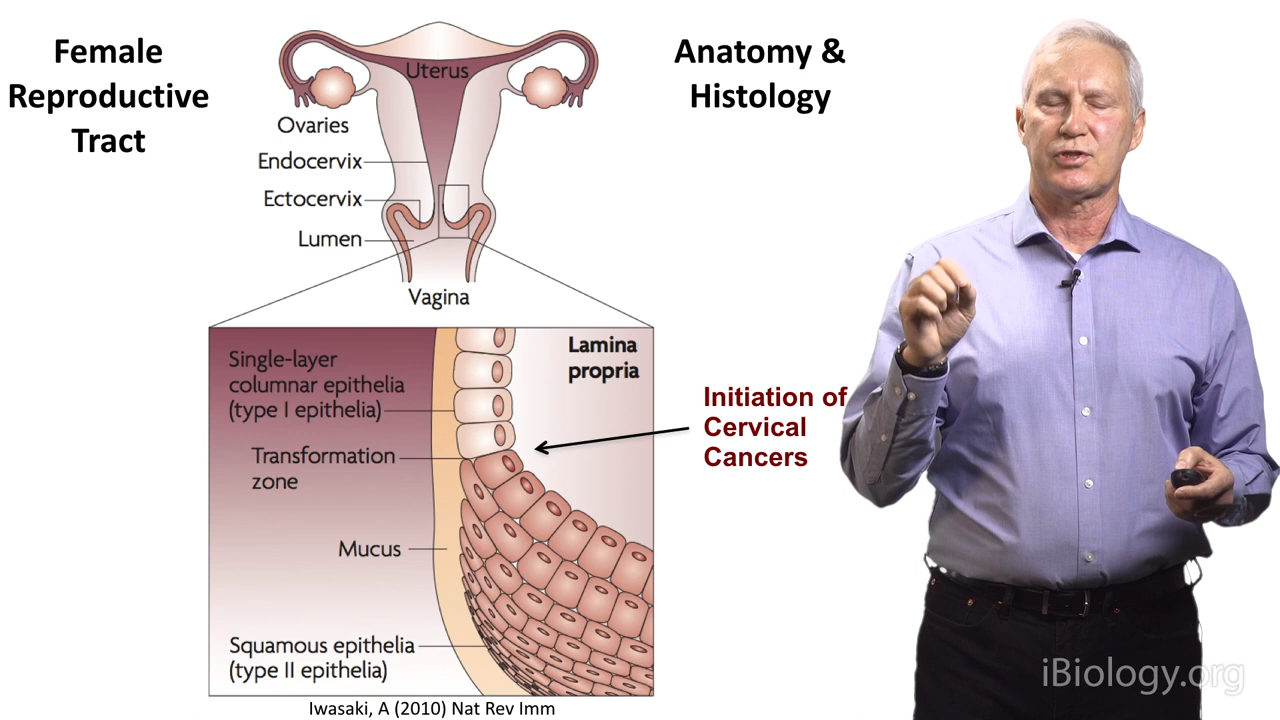 Female
Reproductive
Tract
Anatomy &
Histology
Uterus
Ovaries
Endocervix
Ectocervix
Lumen
Vagina
Single-layer
columnar epithelia
(type I epithelia)
Lamina
propria
Transformation
zone
Initiation of
Cervical
Cancers
Mucus
Squamous epithelia
(type II epithelia)
Iwasaki, A (2010) Nat Rev Imm
iBiology.org